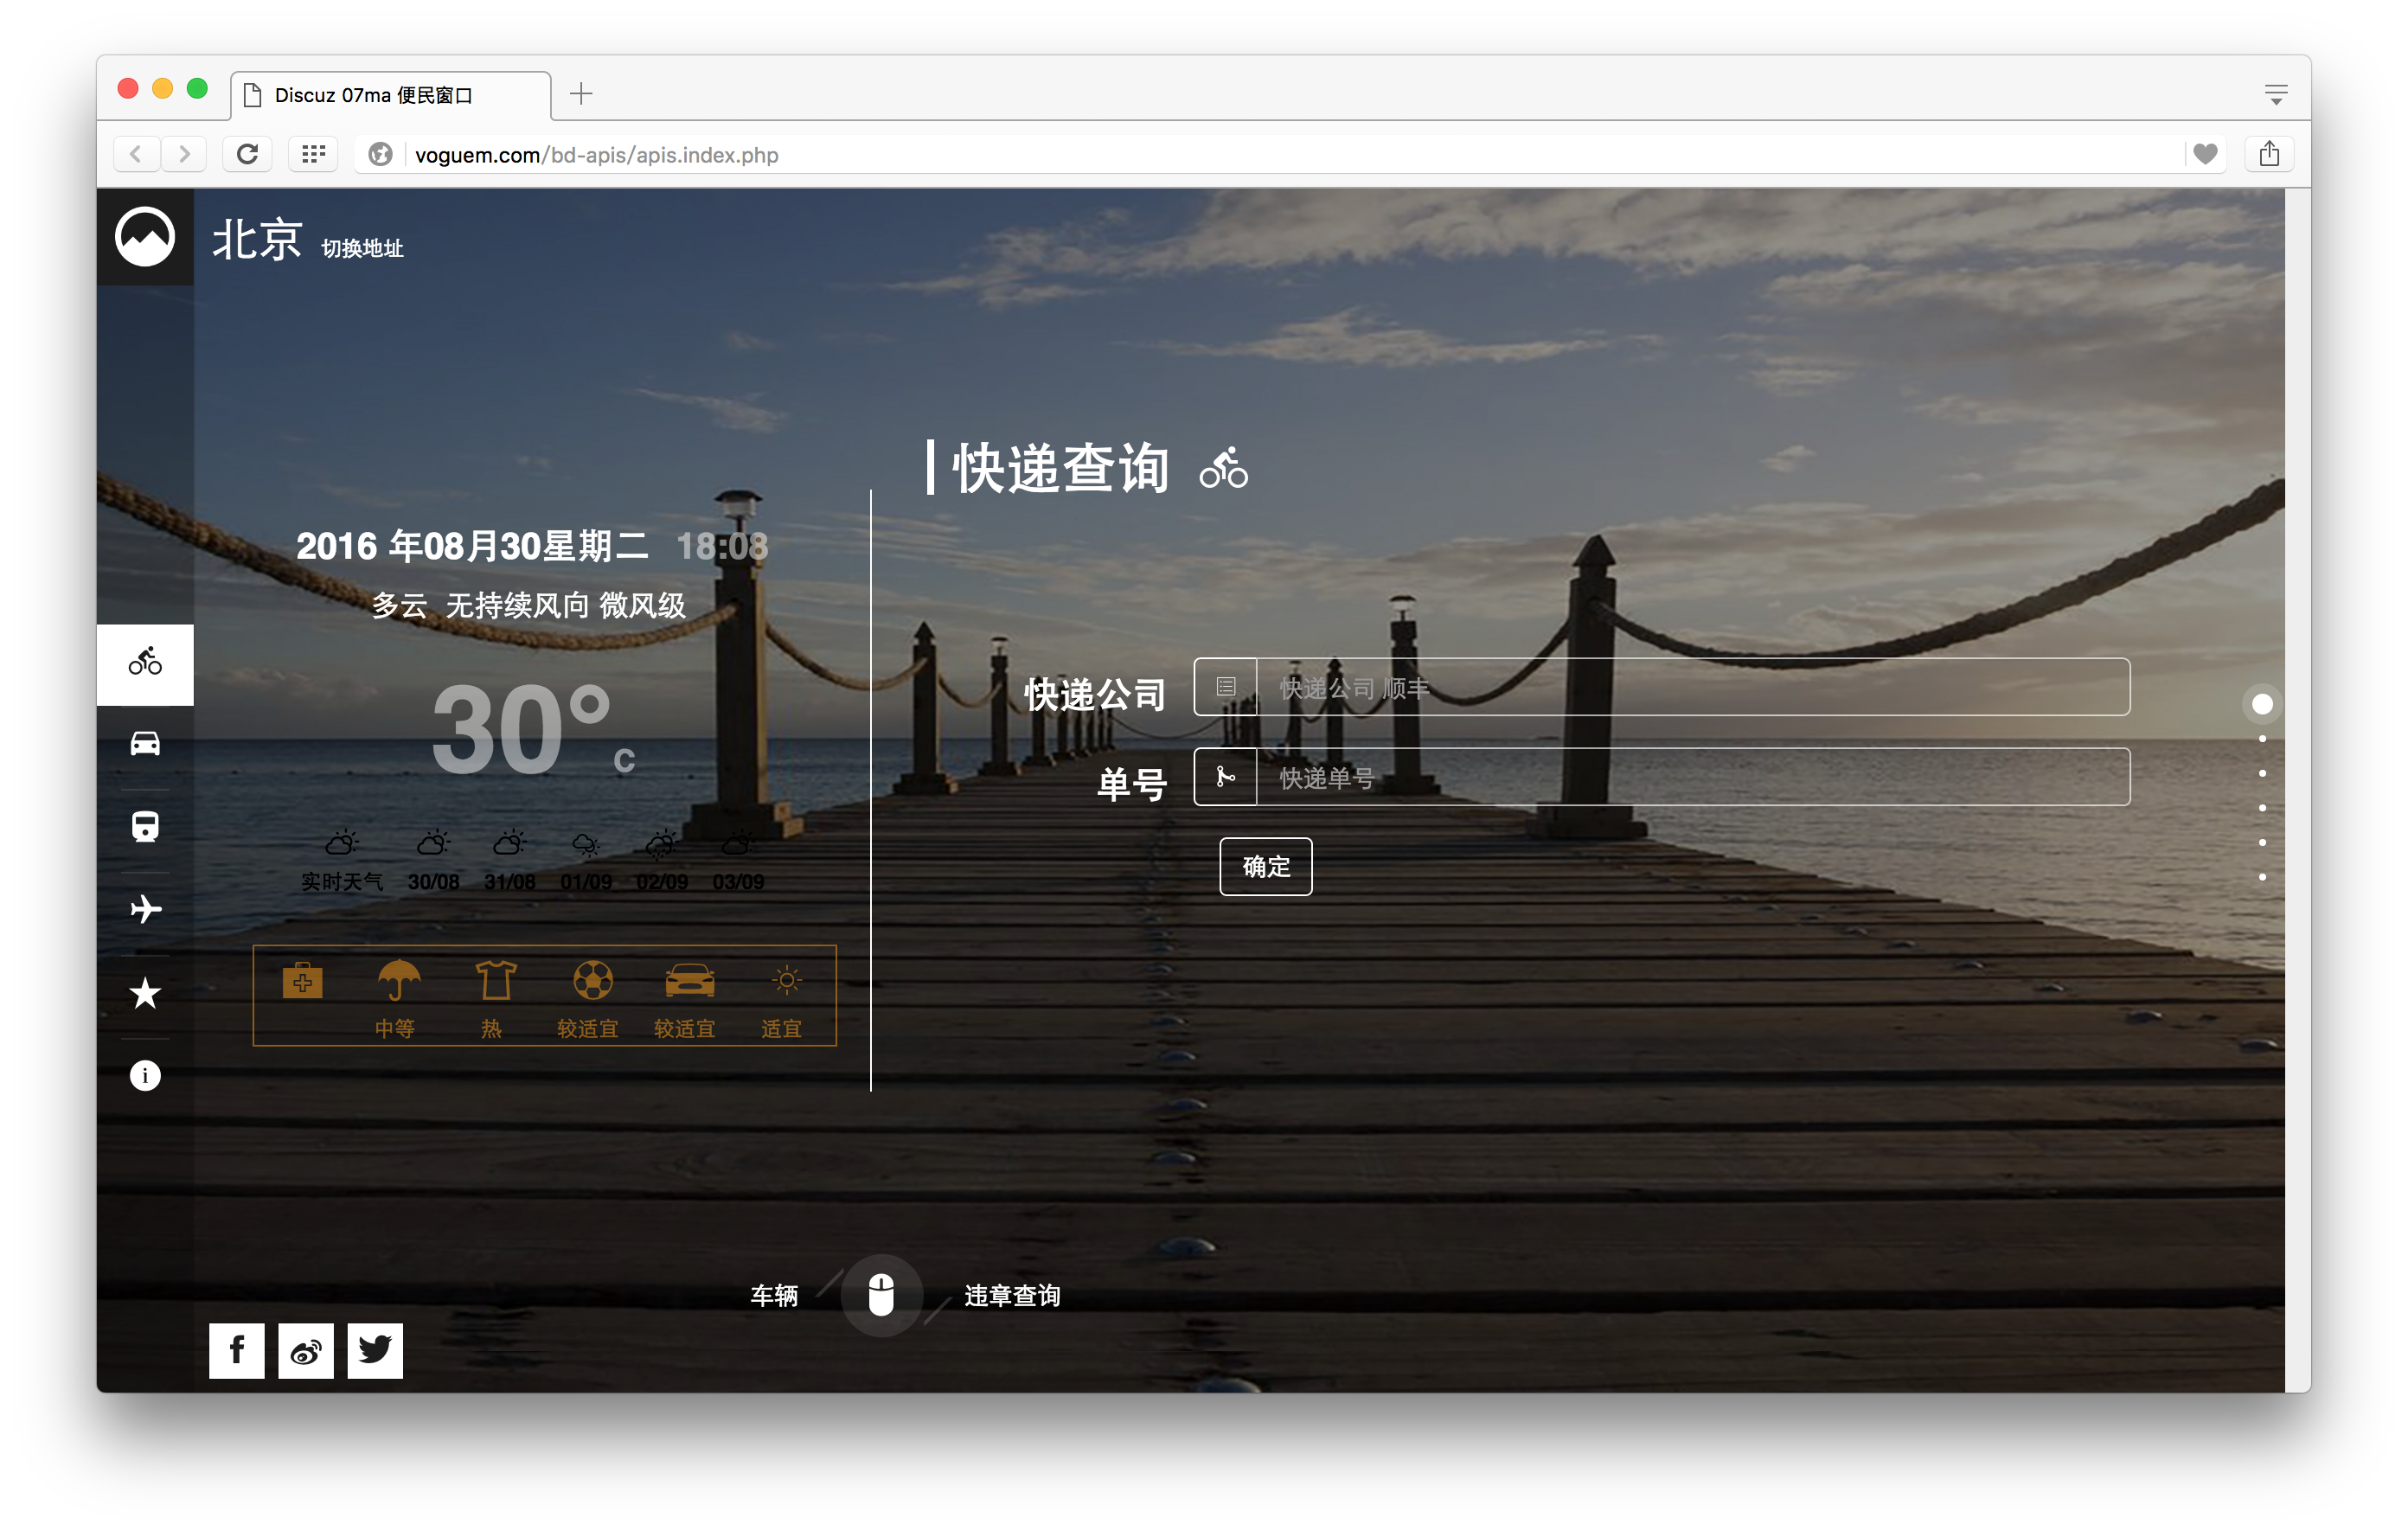 Discuz 07ma 便民窗口
voguem.com/bd-apis/apis.index.php
北京 切换地址
快递查询
2016 年08月30星期二 18:08
多云 无持续风向 微风级
30° c
实时天气 30/08 31/08 01/09 02/09 03/09
中等 热 较适宜 较适宜 适宜
快递公司 快递公司 顺丰
单号 快递单号
确定
车辆 违章查询